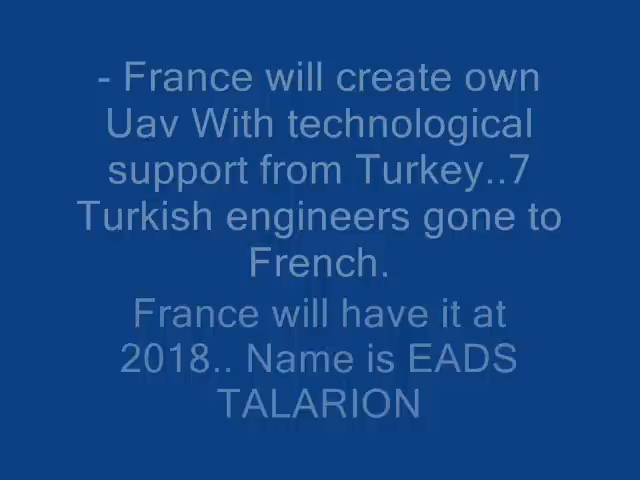 - France will create own
Uav With technological
support from Turkey..7
Turkish engineers gone to
French.
France will have it at
2018.. Name is EADS
TALARION